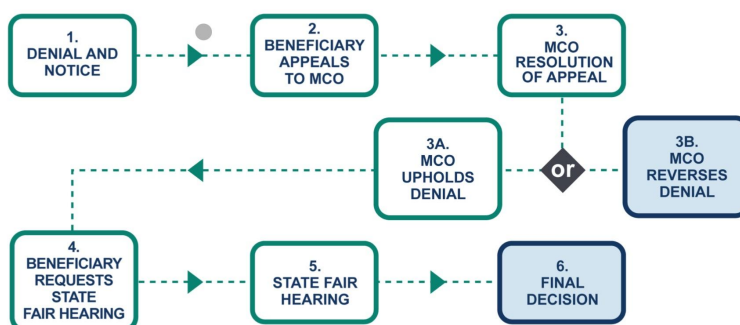 1.
DENIAL AND
NOTICE
2.
BENEFICIARY
APPEALS
TO MCO
3.
MCO
RESOLUTION
OF APPEAL
3A.
MCO
UPHOLDS
DENIAL
or
3B.
MCO
REVERSES
DENIAL
4.
BENEFICIARY
REQUESTS
STATE
FAIR HEARING
5.
STATE FAIR
HEARING
6.
FINAL
DECISION